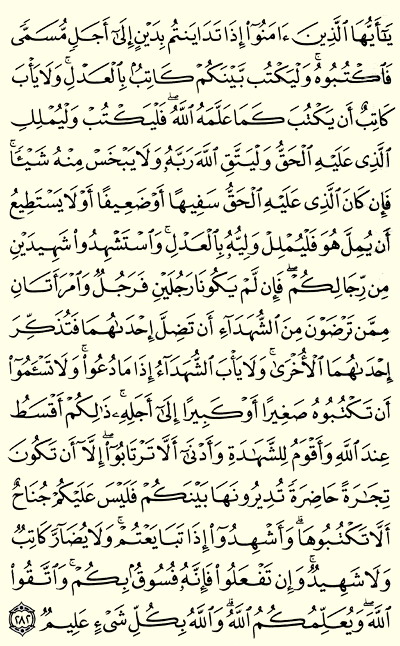 يَٰٓأَيُّهَا ٱلَّذِينَ ءَامَنُوٓا۟ إِذَا تَدَايَنتُم بِدَيْنٍ إِلَىٰٓ أَجَلٍ مُّسَمًّى
فَٱكْتُبُوهُ ۚ وَلْيَكْتُب بَّيْنَكُمْ كَاتِبٌۢ بِٱلْعَدْلِ ۚ وَلَا يَأْبَ
كَاتِبٌ أَن يَكْتُبَ كَمَا عَلَّمَهُ ٱللَّهُ ۚ فَلْيَكْتُبْ وَلْيُمْلِلِ
ٱلَّذِى عَلَيْهِ ٱلْحَقُّ وَلْيَتَّقِ ٱللَّهَ رَبَّهُۥ وَلَا يَبْخَسْ مِنْهُ شَيْـًٔا ۚ
فَإِن كَانَ ٱلَّذِى عَلَيْهِ ٱلْحَقُّ سَفِيهًا أَوْ ضَعِيفًا أَوْ لَا يَسْتَطِيعُ
أَن يُمِلَّ هُوَ فَلْيُمْلِلْ وَلِيُّهُۥ بِٱلْعَدْلِ ۚ وَٱسْتَشْهِدُوا۟ شَهِيدَيْنِ
مِن رِّجَالِكُمْ ۖ فَإِن لَّمْ يَكُونَا رَجُلَيْنِ فَرَجُلٌ وَٱمْرَأَتَانِ
مِمَّن تَرْضَوْنَ مِنَ ٱلشُّهَدَآءِ أَن تَضِلَّ إِحْدَىٰهُمَا فَتُذَكِّرَ
إِحْدَىٰهُمَا ٱلْأُخْرَىٰ ۚ وَلَا يَأْبَ ٱلشُّهَدَآءُ إِذَا مَا دُعُوا۟ ۚ وَلَا تَسْـَٔمُوٓا۟
أَن تَكْتُبُوهُ صَغِيرًا أَوْ كَبِيرًا إِلَىٰٓ أَجَلِهِۦ ۚ ذَٰلِكُمْ أَقْسَطُ
عِندَ ٱللَّهِ وَأَقْوَمُ لِلشَّهَٰدَةِ وَأَدْنَىٰٓ أَلَّا تَرْتَابُوٓا۟ ۖ إِلَّآ أَن تَكُونَ
تِجَٰرَةً حَاضِرَةً تُدِيرُونَهَا بَيْنَكُمْ فَلَيْسَ عَلَيْكُمْ جُنَاحٌ
أَلَّا تَكْتُبُوهَا ۗ وَأَشْهِدُوٓا۟ إِذَا تَبَايَعْتُمْ ۚ وَلَا يُضَآرَّ كَاتِبٌ
وَلَا شَهِيدٌ ۚ وَإِن تَفْعَلُوا۟ فَإِنَّهُۥ فُسُوقٌۢ بِكُمْ ۗ وَٱتَّقُوا۟
ٱللَّهَ ۖ وَيُعَلِّمُكُمُ ٱللَّهُ ۗ وَٱللَّهُ بِكُلِّ شَىْءٍ عَلِيمٌ ٢٨٢